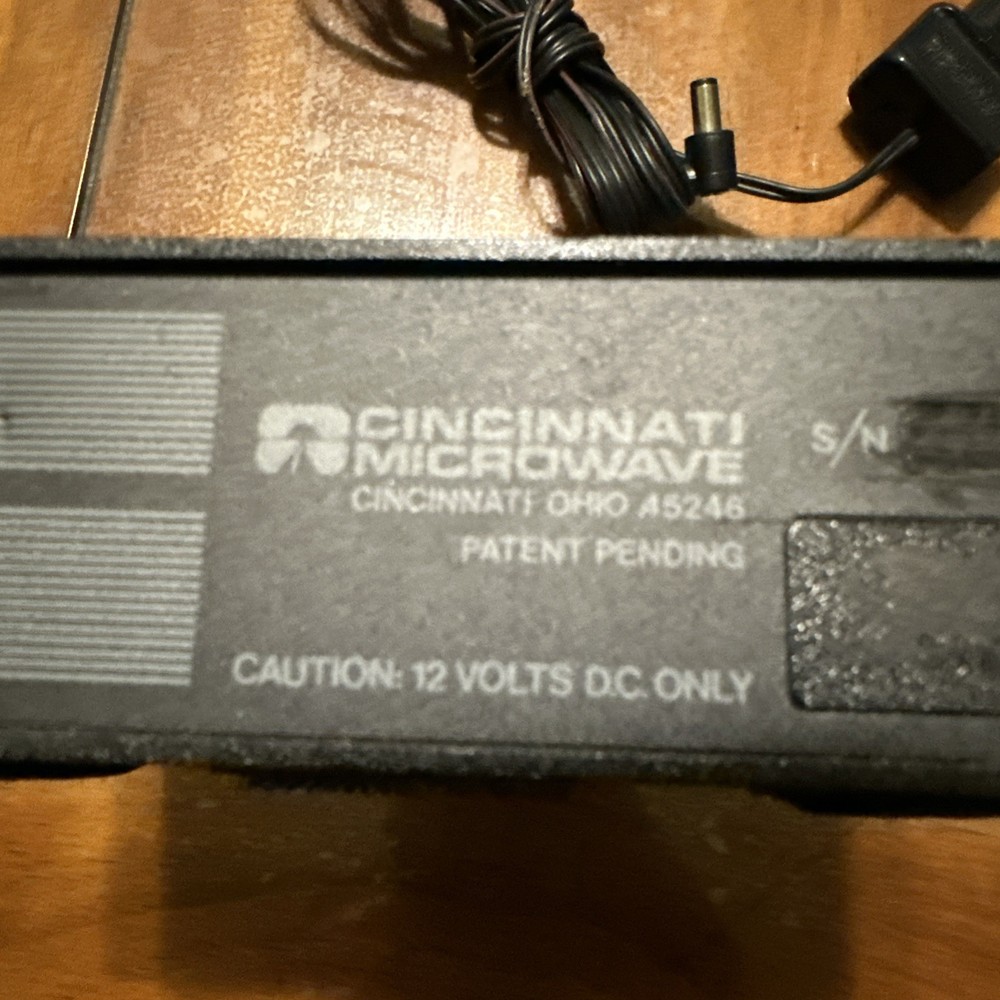 CINCINNATI
MICROWAVE
CINCINNATI OHIO 45246
PATENT PENDING
S/N
CAUTION: 12 VOLTS D.C. ONLY